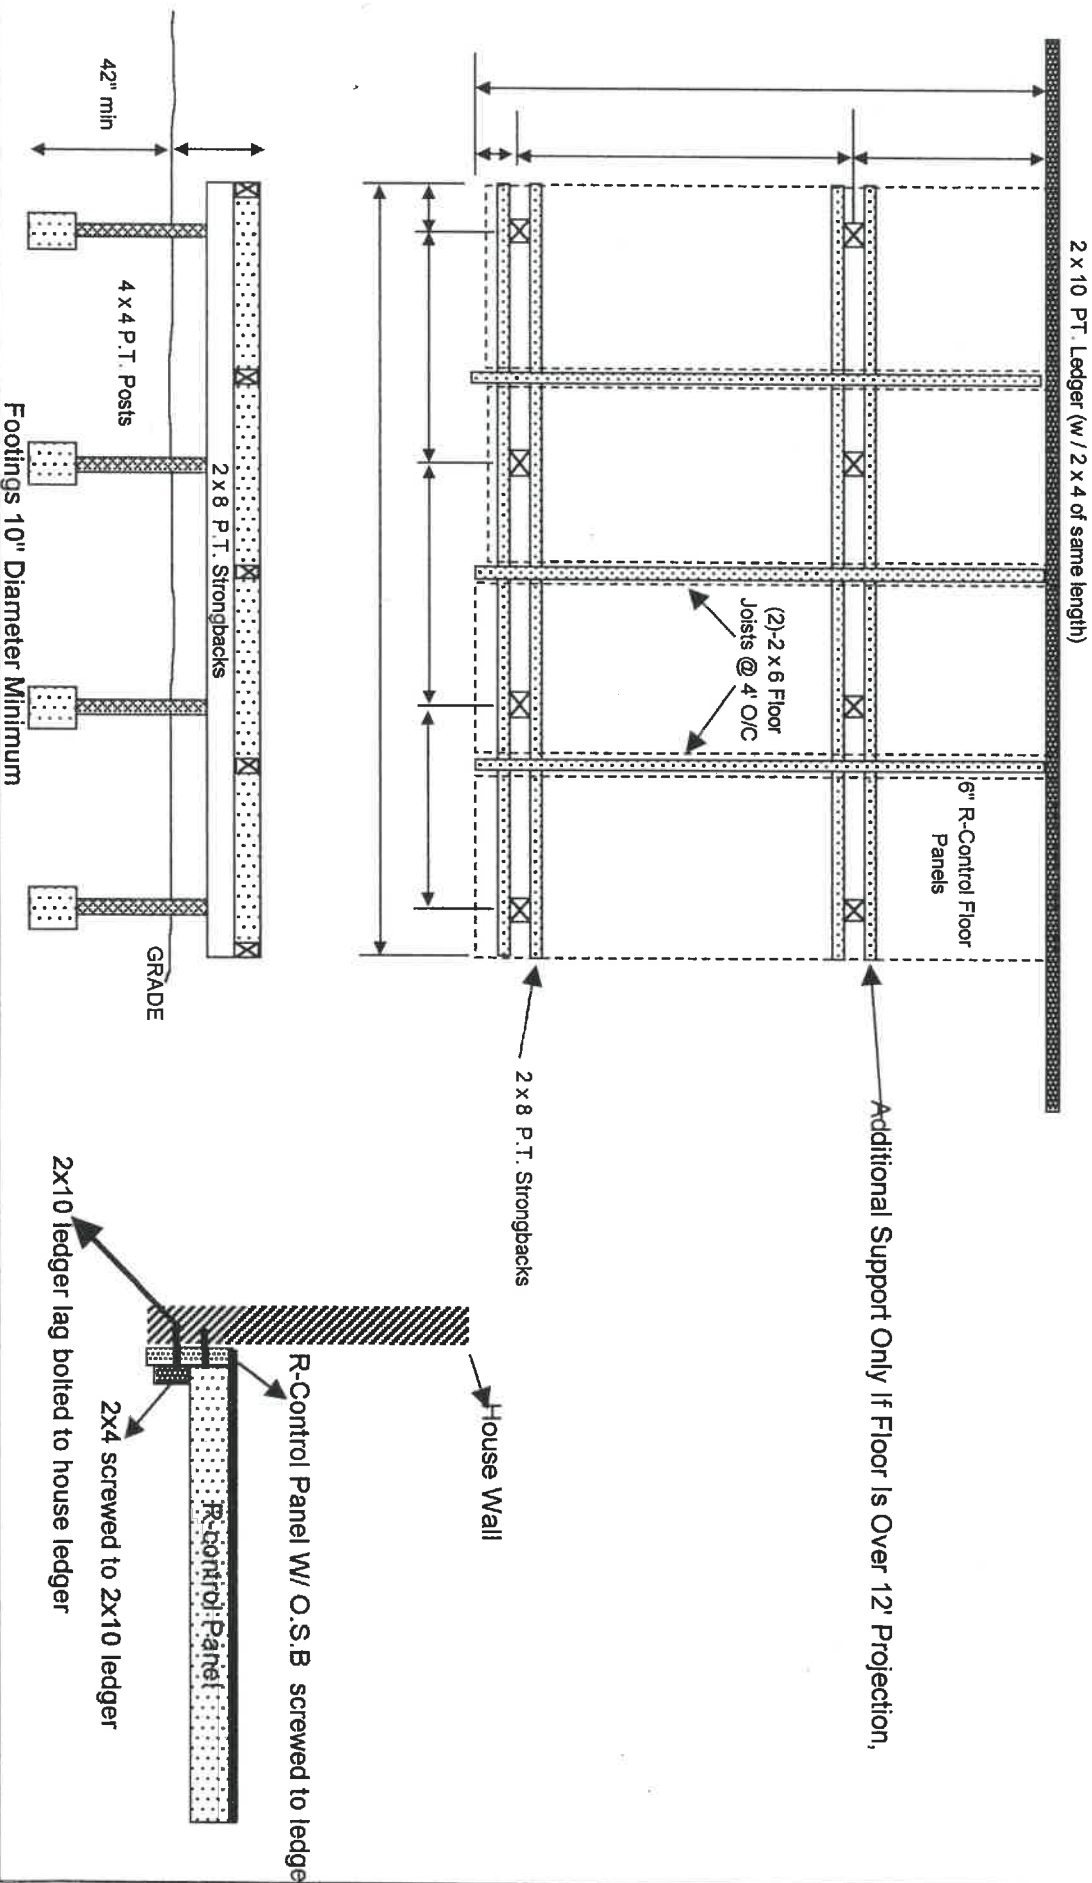 2 x 10 PT. Ledger (w / 2 x 4 of same length)
6" R-Control Floor
Panels
(2)-2 x 6 Floor
Joists @ 4' O/C
Additional Support Only If Floor Is Over 12' Projection,
2 x 8 P.T. Strongbacks
42" min
4 x 4 P.T. Posts
2 x 8 P.T. Strongbacks
GRADE
Footings 10" Diameter Minimum
House Wall
R-Control Panel W/ O.S.B screwed to ledge
R-control Panel
2x4 screwed to 2x10 ledger
2x10 ledger lag bolted to house ledger